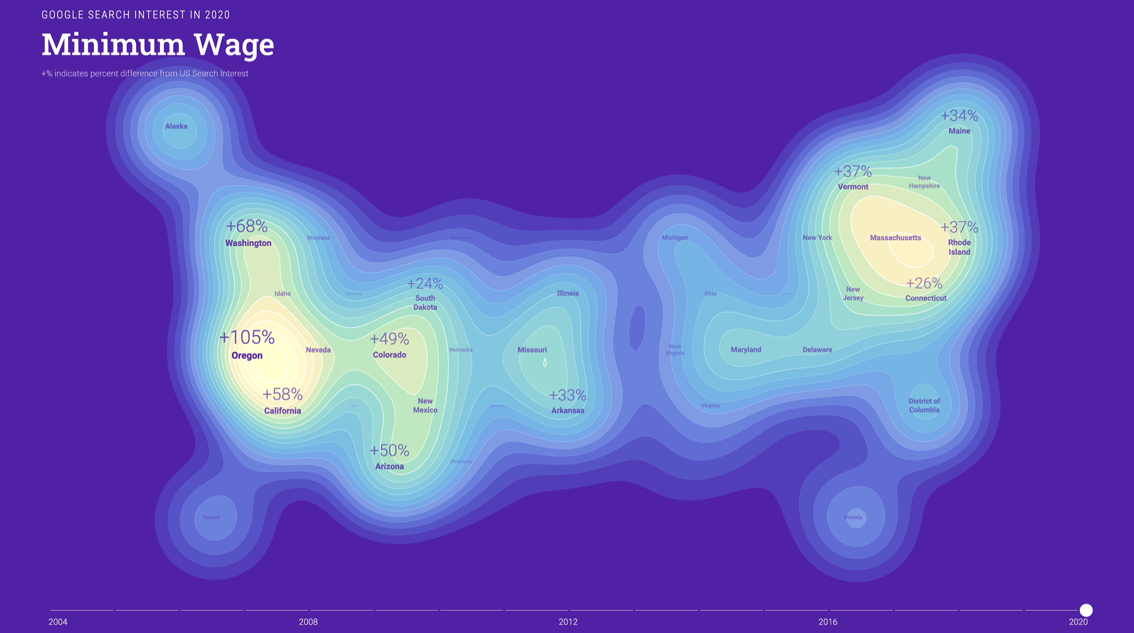 GOOGLE SEARCH INTEREST IN 2020
Minimum Wage
+% indicates percent difference from US Search Interest
Alaska
+34%
Maine
+37%
Vermont
New
Hampshire
+68%
Washington
Montana
Michigan
New York
Massachusetts
+37%
Rhode
Island
Idaho
+24%
South
Dakota
Illinois
Ohio
New
Jersey
+26%
Connecticut
+105%
Oregon
Nevada
+49%
Colorado
Nebraska
Missouri
West
Virginia
Maryland
Delaware
+58%
California
New
Mexico
+33%
Arkansas
Virginia
District of
Columbia
+50%
Arizona
Hawaii
Florida
2004
2008
2012
2016
2020